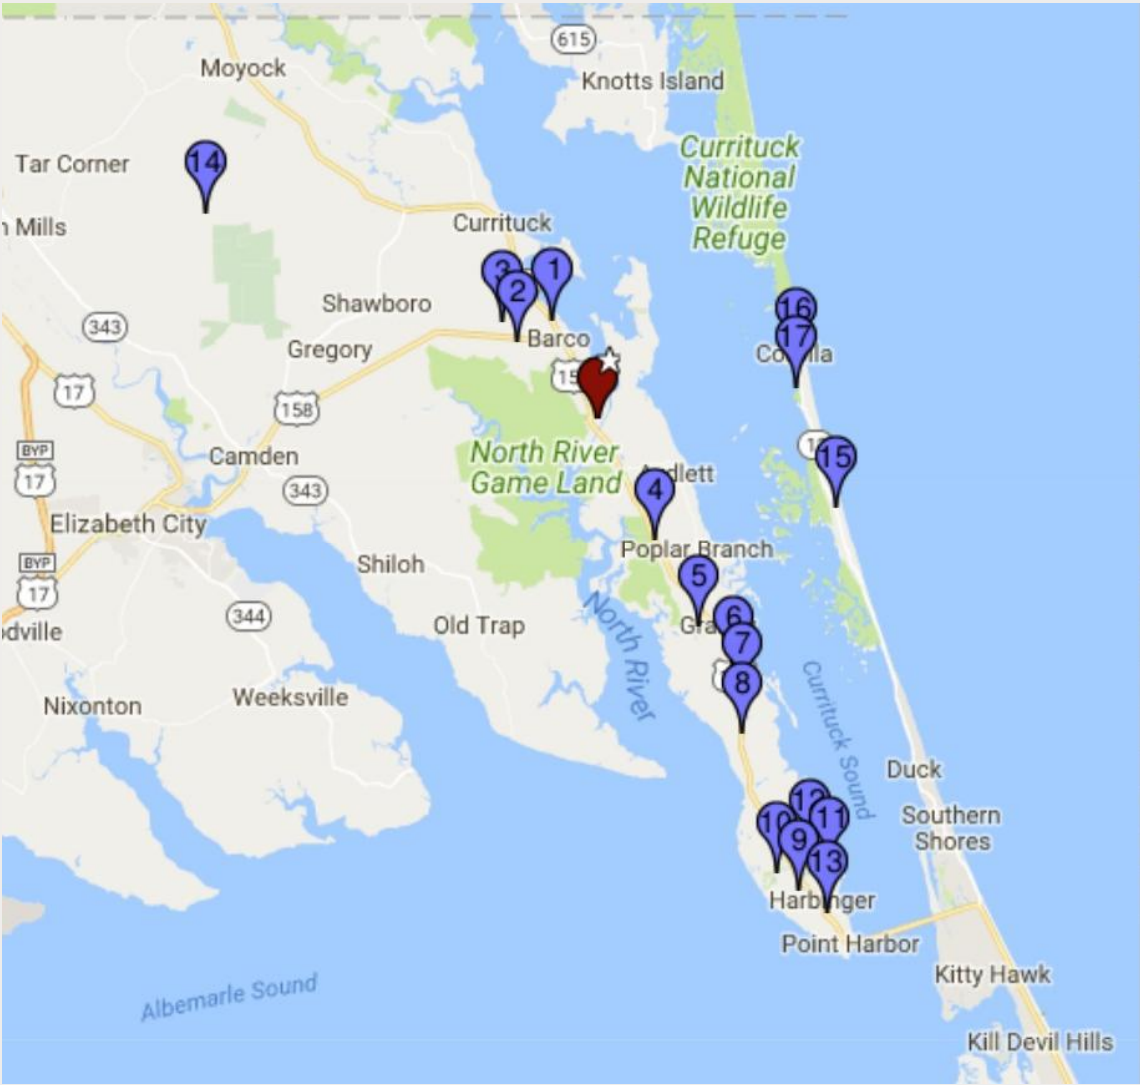 615
Moyock
Knotts Island
Currituck
National
Wildlife
Refuge
Tar Corner
14
Mills
Currituck
3
1
2
Shawboro
16
343
17
Barco
Gregory
17
158
BYP
17
Camden
North River
Game Land
15
343
4
Elizabeth City
Poplar Branch
BYP
17
Shiloh
5
344
Old Trap
6
7
North River
8
Weeksville
Nixonton
Currituck Sound
Duck
12
Southern
Shores
10
11
9
13
Harbinger
Point Harbor
Kitty Hawk
Albemarle Sound
Kill Devil Hills